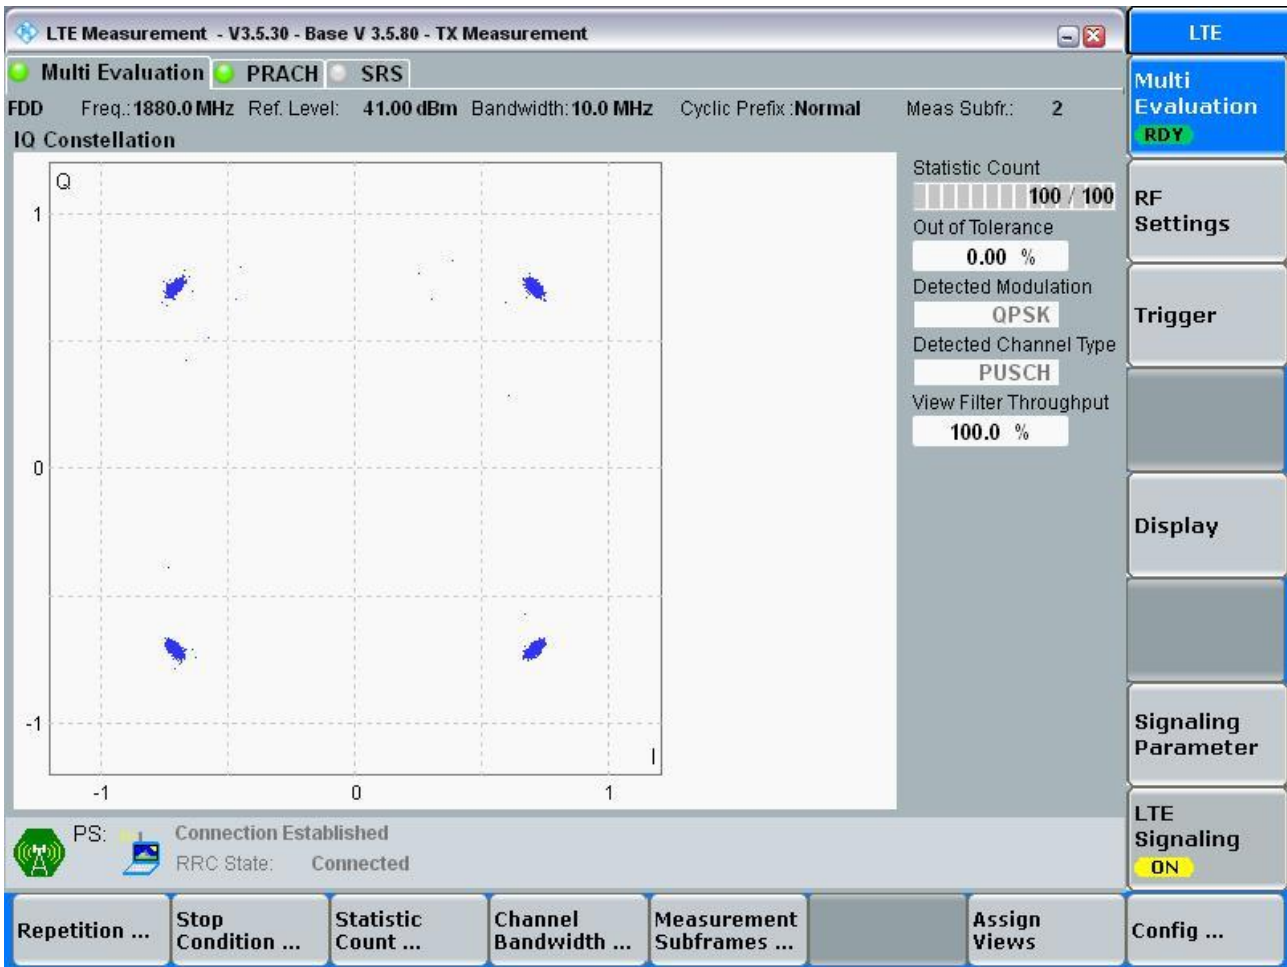 LTE Measurement - V3.5.30 - Base V 3.5.80 - TX Measurement
LTE
Multi Evaluation PRACH SRS
FDD Freq.: 1880.0 MHz Ref. Level: 41.00 dBm Bandwidth: 10.0 MHz Cyclic Prefix : Normal Meas Subfr.: 2
IQ Constellation
Q
1
0
-1
-1 0 1
I
Statistic Count
100 / 100
Out of Tolerance
0.00 %
Detected Modulation
QPSK
Detected Channel Type
PUSCH
View Filter Throughput
100.0 %
Multi
Evaluation
RDY
RF
Settings
Trigger
Display
Signaling
Parameter
LTE
Signaling
ON
PS: Connection Established
RRC State: Connected
Repetition ...
Stop
Condition ...
Statistic
Count ...
Channel
Bandwidth ...
Measurement
Subframes ...
Assign
Views
Config ...